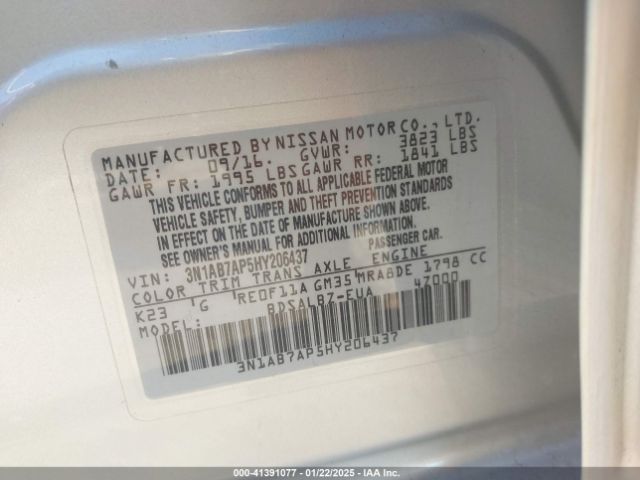 MANUFACTURED BY NISSAN MOTOR CO., LTD.
DATE: 09/16. GVWR: 3823 LBS
GAWR FR: 1995 LBS GAWR RR: 1841 LBS
THIS VEHICLE CONFORMS TO ALL APPLICABLE FEDERAL MOTOR
VEHICLE SAFETY, BUMPER AND THEFT PREVENTION STANDARDS
IN EFFECT ON THE DATE OF MANUFACTURE SHOWN ABOVE.
SEE OWNER'S MANUAL FOR ADDITIONAL INFORMATION.
VIN: 3N1AB7AP5HY206437 PASSENGER CAR.
COLOR TRIM TRANS AXLE ENGINE
K23 G RE0F11A GM35 MRA8DE 1798 CC
MODEL: BDSALBZ-EUA 47000
3N1AB7AP5HY206437
000-41391077 - 01/22/2025 - IAA Inc.